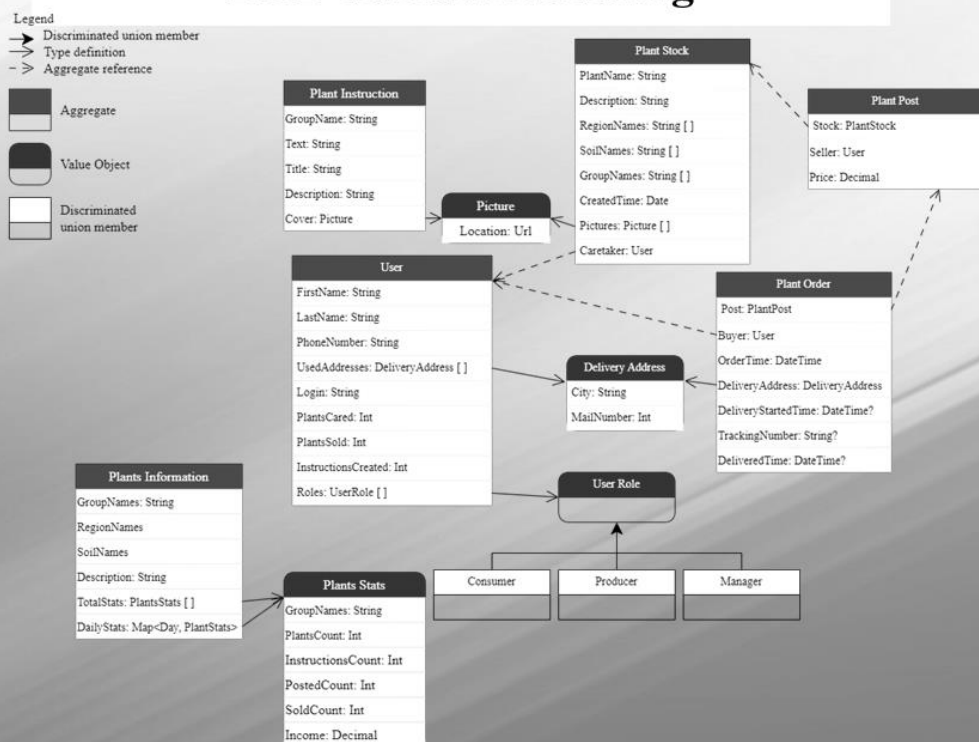 Legend
Discriminated union member
Type definition
Aggregate reference
Aggregate
Value Object
Discriminated
union member
Plant Instruction
GroupName: String
Text: String
Title: String
Description: String
Cover: Picture
Picture
Location: Url
Plant Stock
PlantName: String
Description: String
RegionNames: String [ ]
SoilNames: String [ ]
GroupNames: String [ ]
CreatedTime: Date
Pictures: Picture [ ]
Caretaker: User
Plant Post
Stock: PlantStock
Seller: User
Price: Decimal
User
FirstName: String
LastName: String
PhoneNumber: String
UsedAddresses: DeliveryAddress [ ]
Login: String
PlantsCared: Int
PlantsSold: Int
InstructionsCreated: Int
Roles: UserRole [ ]
Delivery Address
City: String
MailNumber: Int
Plant Order
Post: PlantPost
Buyer: User
OrderTime: DateTime
DeliveryAddress: DeliveryAddress
DeliveryStartedTime: DateTime?
TrackingNumber: String?
DeliveredTime: DateTime?
User Role
Consumer
Producer
Manager
Plants Information
GroupNames: String
RegionNames
SoilNames
Description: String
TotalStats: PlantsStats [ ]
DailyStats: Map<Day, PlantStats>
Plants Stats
GroupNames: String
PlantsCount: Int
InstructionsCount: Int
PostedCount: Int
SoldCount: Int
Income: Decimal